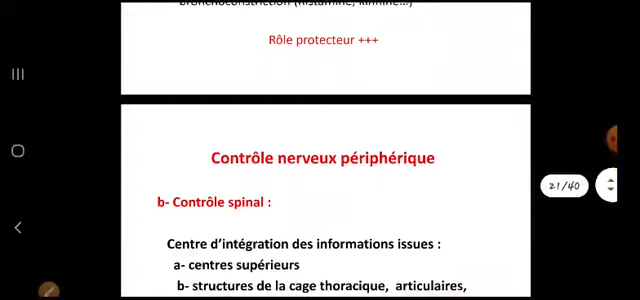 bronchoconstriction (histamine, kinnine…)
Rôle protecteur +++
Contrôle nerveux périphérique
21/40
b- Contrôle spinal :
Centre d'intégration des informations issues :
a- centres supérieurs
b- structures de la cage thoracique, articulaires,